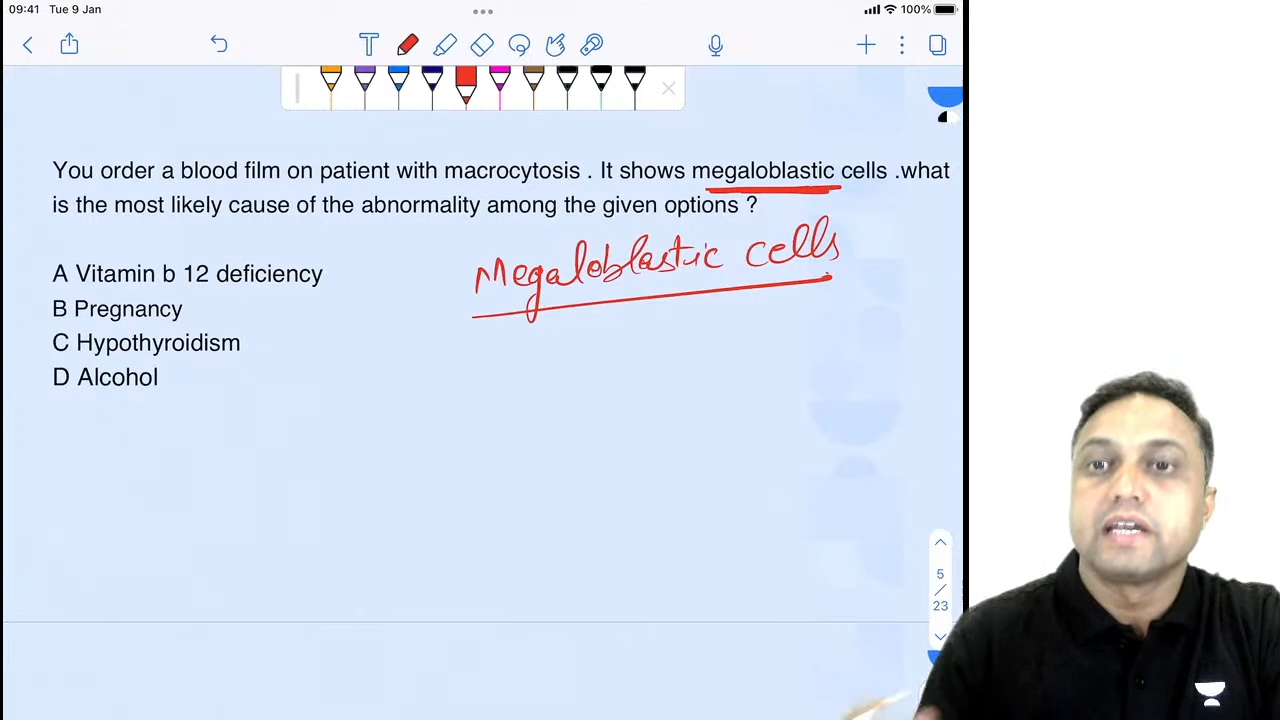 09:41 Tue 9 Jan
100%
You order a blood film on patient with macrocytosis . It shows megaloblastic cells .what
is the most likely cause of the abnormality among the given options ?
Megaloblastic cells
A Vitamin b 12 deficiency
B Pregnancy
C Hypothyroidism
D Alcohol
5
/
23